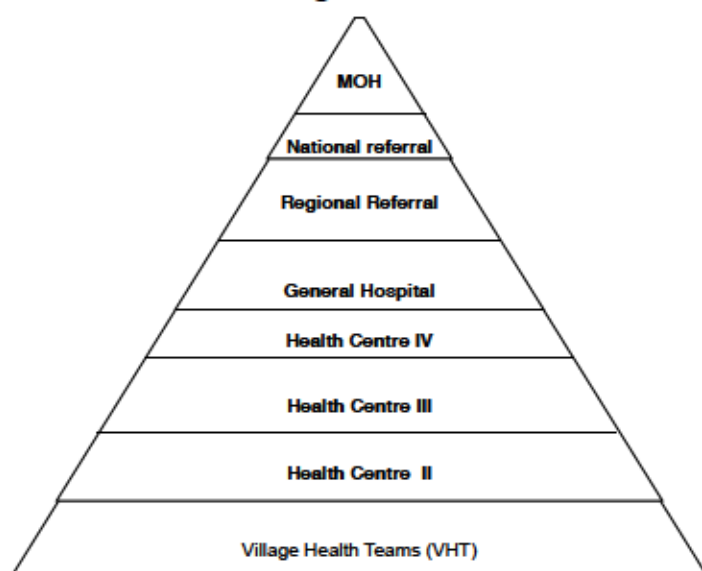 MOH
National referral
Regional Referral
General Hospital
Health Centre IV
Health Centre III
Health Centre II
Village Health Teams (VHT)